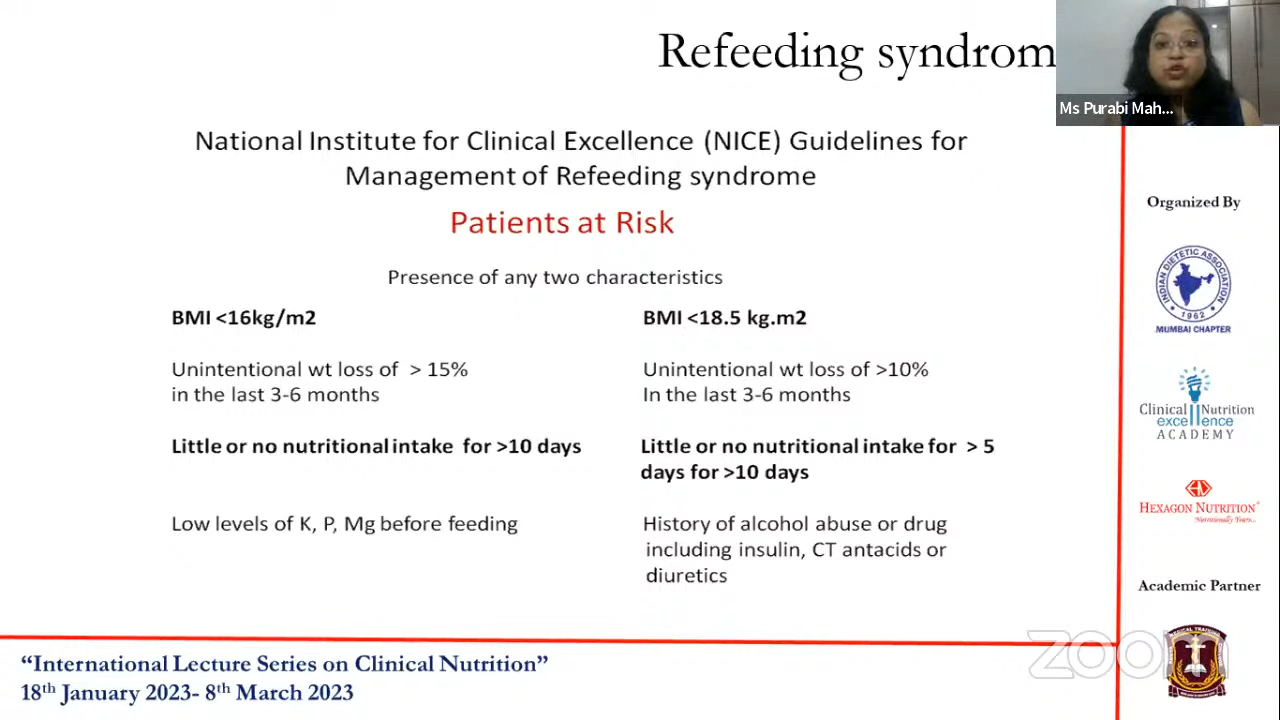 Refeeding syndrom
Ms Purabi Mah...
National Institute for Clinical Excellence (NICE) Guidelines for
Management of Refeeding syndrome
Patients at Risk
Presence of any two characteristics
BMI <16kg/m2
Unintentional wt loss of > 15%
in the last 3-6 months
Little or no nutritional intake for >10 days
Low levels of K, P, Mg before feeding
BMI <18.5 kg.m2
Unintentional wt loss of >10%
In the last 3-6 months
Little or no nutritional intake for > 5
days for >10 days
History of alcohol abuse or drug
including insulin, CT antacids or
diuretics
Organized By
INDIAN DIETETIC ASSOCIATION
1962
MUMBAI CHAPTER
Clinical Nutrition
excellence
ACADEMY
HEXAGON NUTRITION
Nutritionally Yours...
Academic Partner
zoom
“International Lecture Series on Clinical Nutrition”
18th January 2023- 8th March 2023